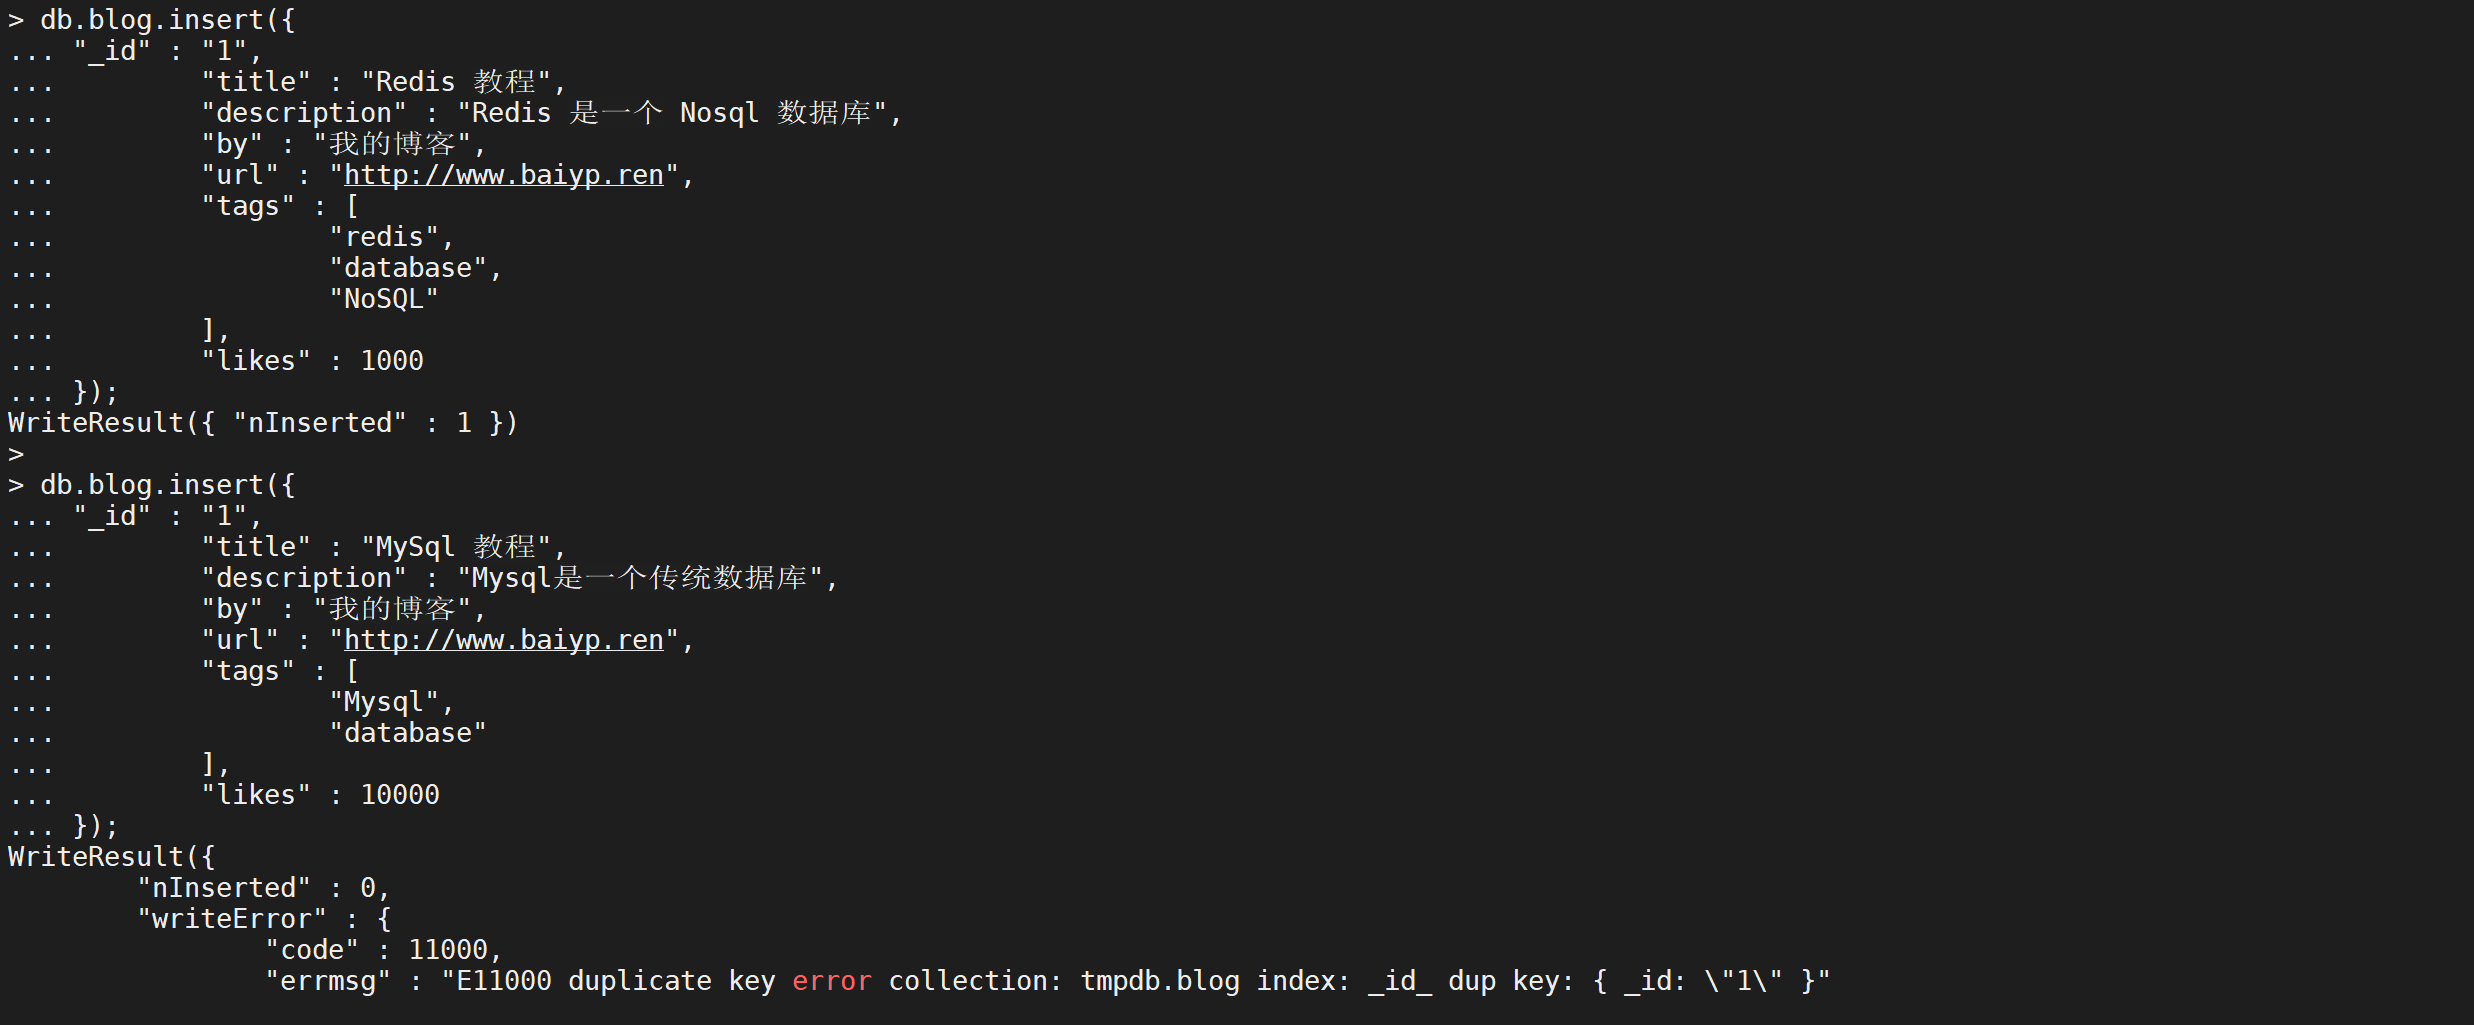 > db.blog.insert({
... "_id" : "1",
...         "title" : "Redis 教程",
...         "description" : "Redis 是一个 Nosql 数据库",
...         "by" : "我的博客",
...         "url" : "http://www.baiyp.ren",
...         "tags" : [
...                 "redis",
...                 "database",
...                 "NoSQL"
...         ],
...         "likes" : 1000
... });
WriteResult({ "nInserted" : 1 })
>
> db.blog.insert({
... "_id" : "1",
...         "title" : "MySql 教程",
...         "description" : "Mysql是一个传统数据库",
...         "by" : "我的博客",
...         "url" : "http://www.baiyp.ren",
...         "tags" : [
...                 "Mysql",
...                 "database"
...         ],
...         "likes" : 10000
... });
WriteResult({
        "nInserted" : 0,
        "writeError" : {
                "code" : 11000,
                "errmsg" : "E11000 duplicate key error collection: tmpdb.blog index: _id_ dup key: { _id: \"1\" }"